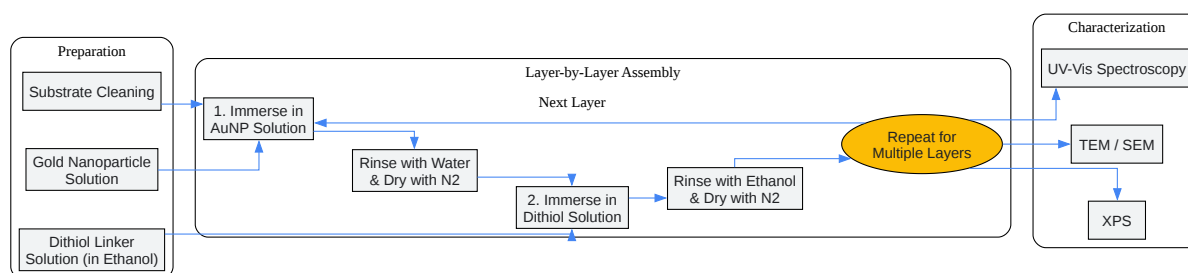 Preparation
Substrate Cleaning
Gold Nanoparticle
Solution
Dithiol Linker
Solution (in Ethanol)
Layer-by-Layer Assembly
Next Layer
1. Immerse in
AuNP Solution
Rinse with Water
& Dry with N2
2. Immerse in
Dithiol Solution
Rinse with Ethanol
& Dry with N2
Repeat for
Multiple Layers
Characterization
UV-Vis Spectroscopy
TEM / SEM
XPS